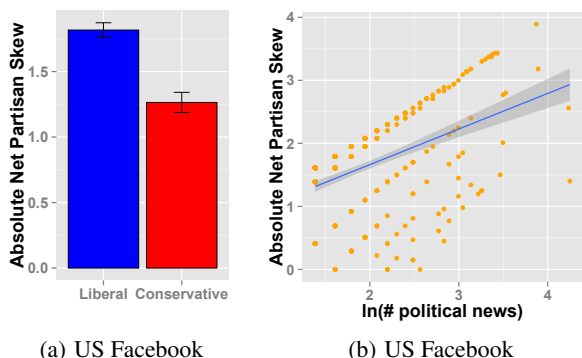 Absolute Net Partisan Skew
1.5
1.0
0.5
0.0
Liberal Conservative
(a) US Facebook
Absolute Net Partisan Skew
4
3
2
1
0
2 3 4
ln(# political news)
(b) US Facebook